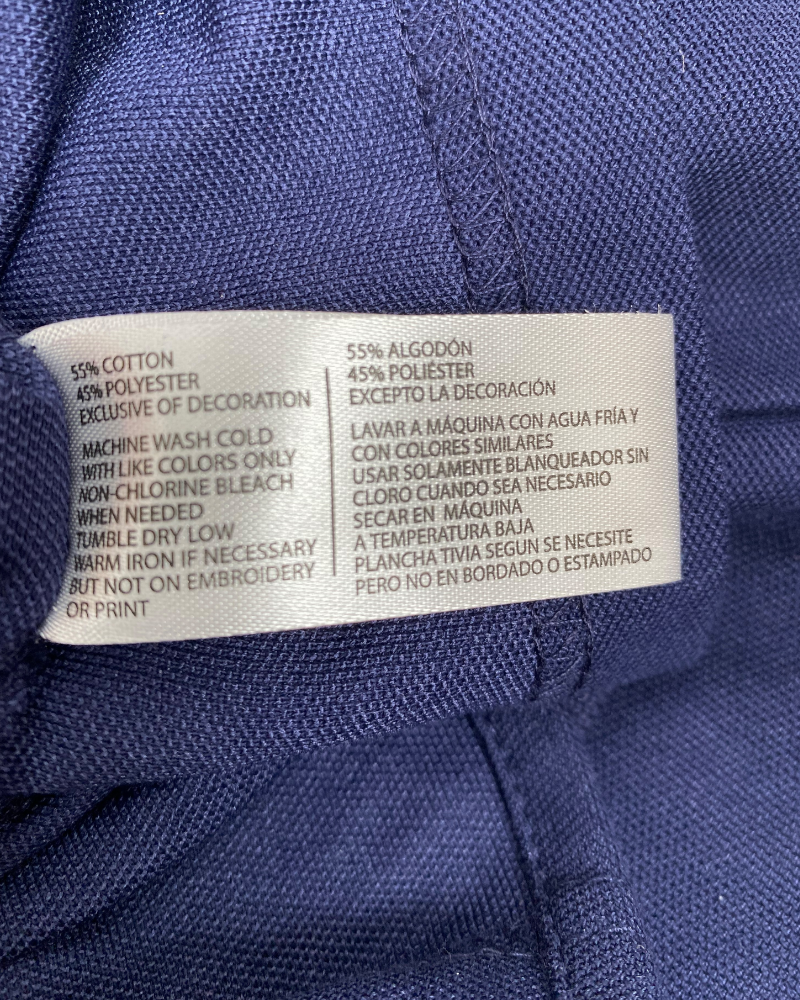 55% COTTON
45% POLYESTER
EXCLUSIVE OF DECORATION
MACHINE WASH COLD
WITH LIKE COLORS ONLY
NON-CHLORINE BLEACH
WHEN NEEDED
TUMBLE DRY LOW
WARM IRON IF NECESSARY
BUT NOT ON EMBROIDERY
OR PRINT
55% ALGODÓN
45% POLIÉSTER
EXCEPTO LA DECORACIÓN
LAVAR A MÁQUINA CON AGUA FRÍA Y
CON COLORES SIMILARES
USAR SOLAMENTE BLANQUEADOR SIN
CLORO CUANDO SEA NECESARIO
SECAR EN MÁQUINA
A TEMPERATURA BAJA
PLANCHA TIVIA SEGUN SE NECESITE
PERO NO EN BORDADO O ESTAMPADO